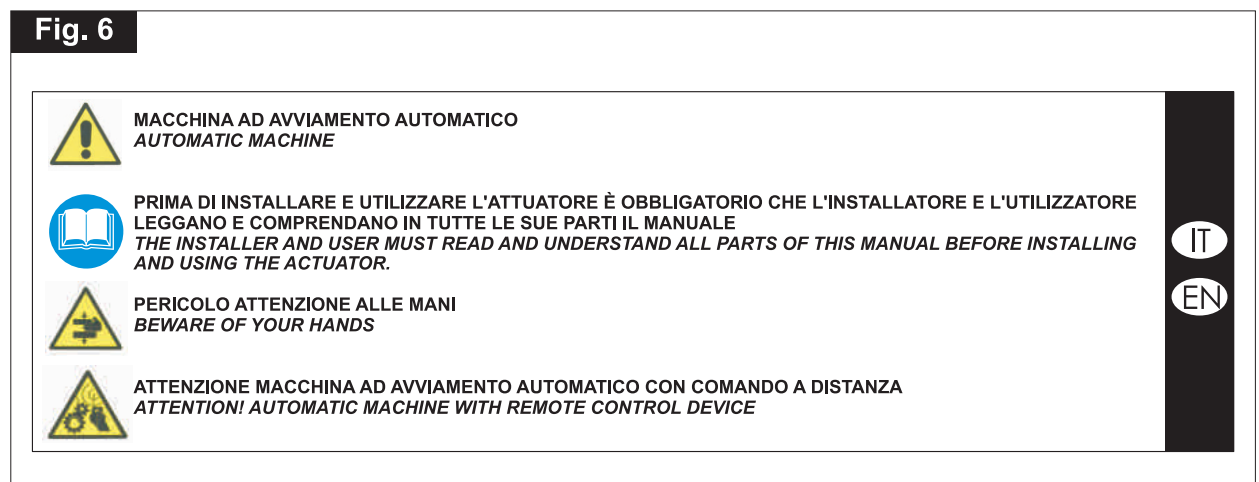 Fig. 6
MACCHINA AD AVVIAMENTO AUTOMATICO
AUTOMATIC MACHINE
PRIMA DI INSTALLARE E UTILIZZARE L'ATTUATORE È OBBLIGATORIO CHE L'INSTALLATORE E L'UTILIZZATORE
LEGGANO E COMPRENDANO IN TUTTE LE SUE PARTI IL MANUALE
THE INSTALLER AND USER MUST READ AND UNDERSTAND ALL PARTS OF THIS MANUAL BEFORE INSTALLING
AND USING THE ACTUATOR.
IT
EN
PERICOLO ATTENZIONE ALLE MANI
BEWARE OF YOUR HANDS
ATTENZIONE MACCHINA AD AVVIAMENTO AUTOMATICO CON COMANDO A DISTANZA
ATTENTION! AUTOMATIC MACHINE WITH REMOTE CONTROL DEVICE